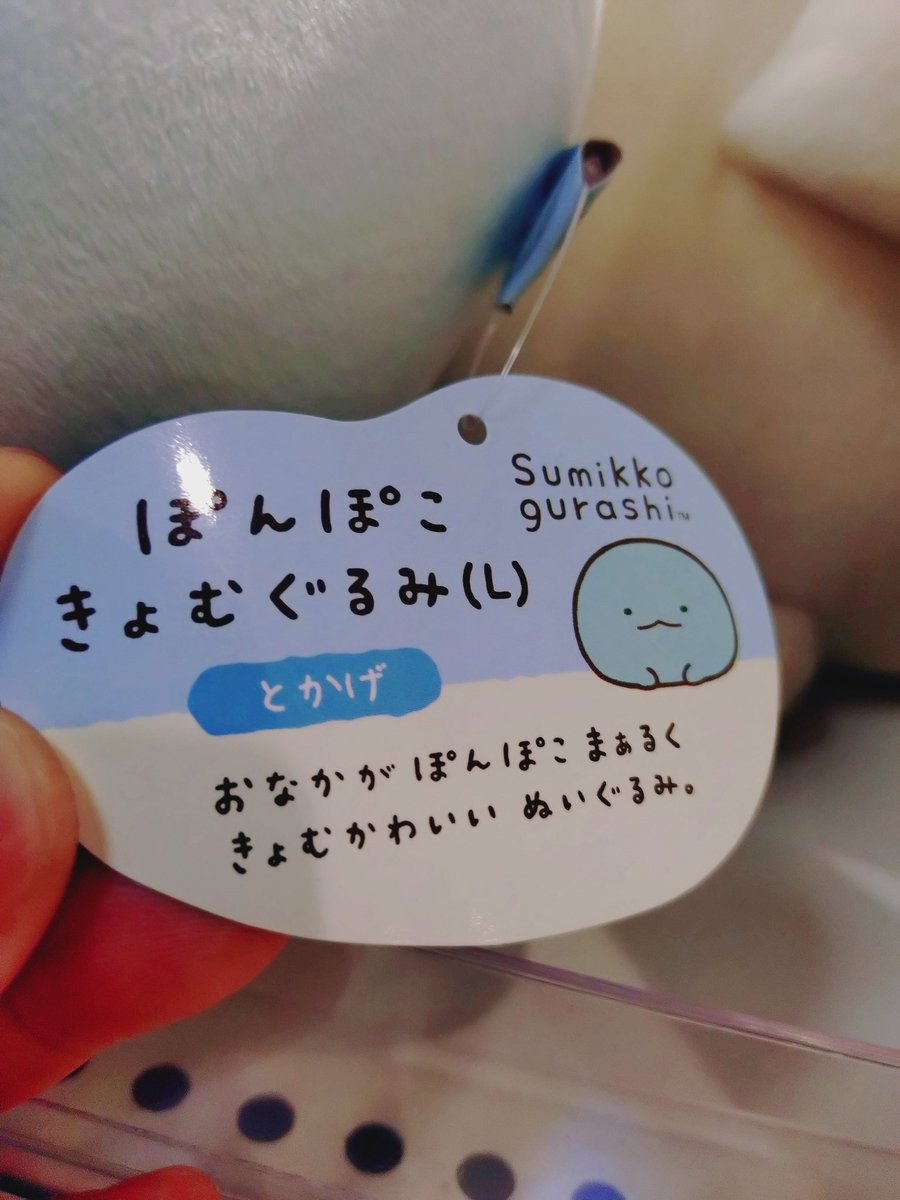 Sumikko
gurashi™
ぽんぽこ
きょむぐるみ(L)
とかげ
おなかが ぽんぽこ まぁるく
きょむかわいい ぬいぐるみ。